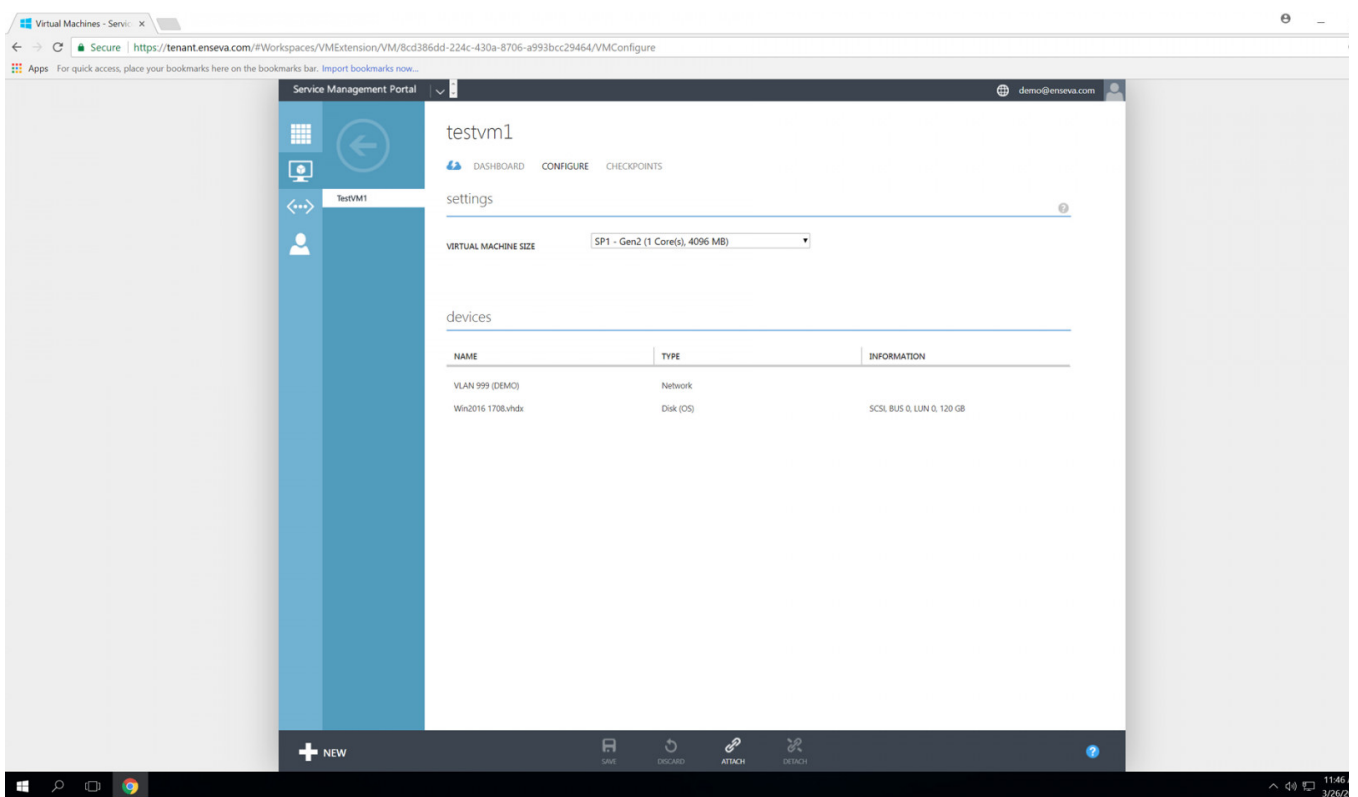 Virtual Machines - Servic
Secure | https://tenant.enseva.com/#Workspaces/VMExtension/VM/8cd386dd-224c-430a-8706-a993bcc29464/VMConfigure
Apps For quick access, place your bookmarks here on the bookmarks bar. Import bookmarks now...
Service Management Portal
demo@enseva.com
testvm1
DASHBOARD CONFIGURE CHECKPOINTS
TestVM1
settings
VIRTUAL MACHINE SIZE SP1 - Gen2 (1 Core(s), 4096 MB)
devices
NAME TYPE INFORMATION
VLAN 999 (DEMO) Network
Win2016 1708.vhdx Disk (OS) SCSI, BUS 0, LUN 0, 120 GB
NEW
SAVE DISCARD ATTACH DETACH
11:46
3/26/2